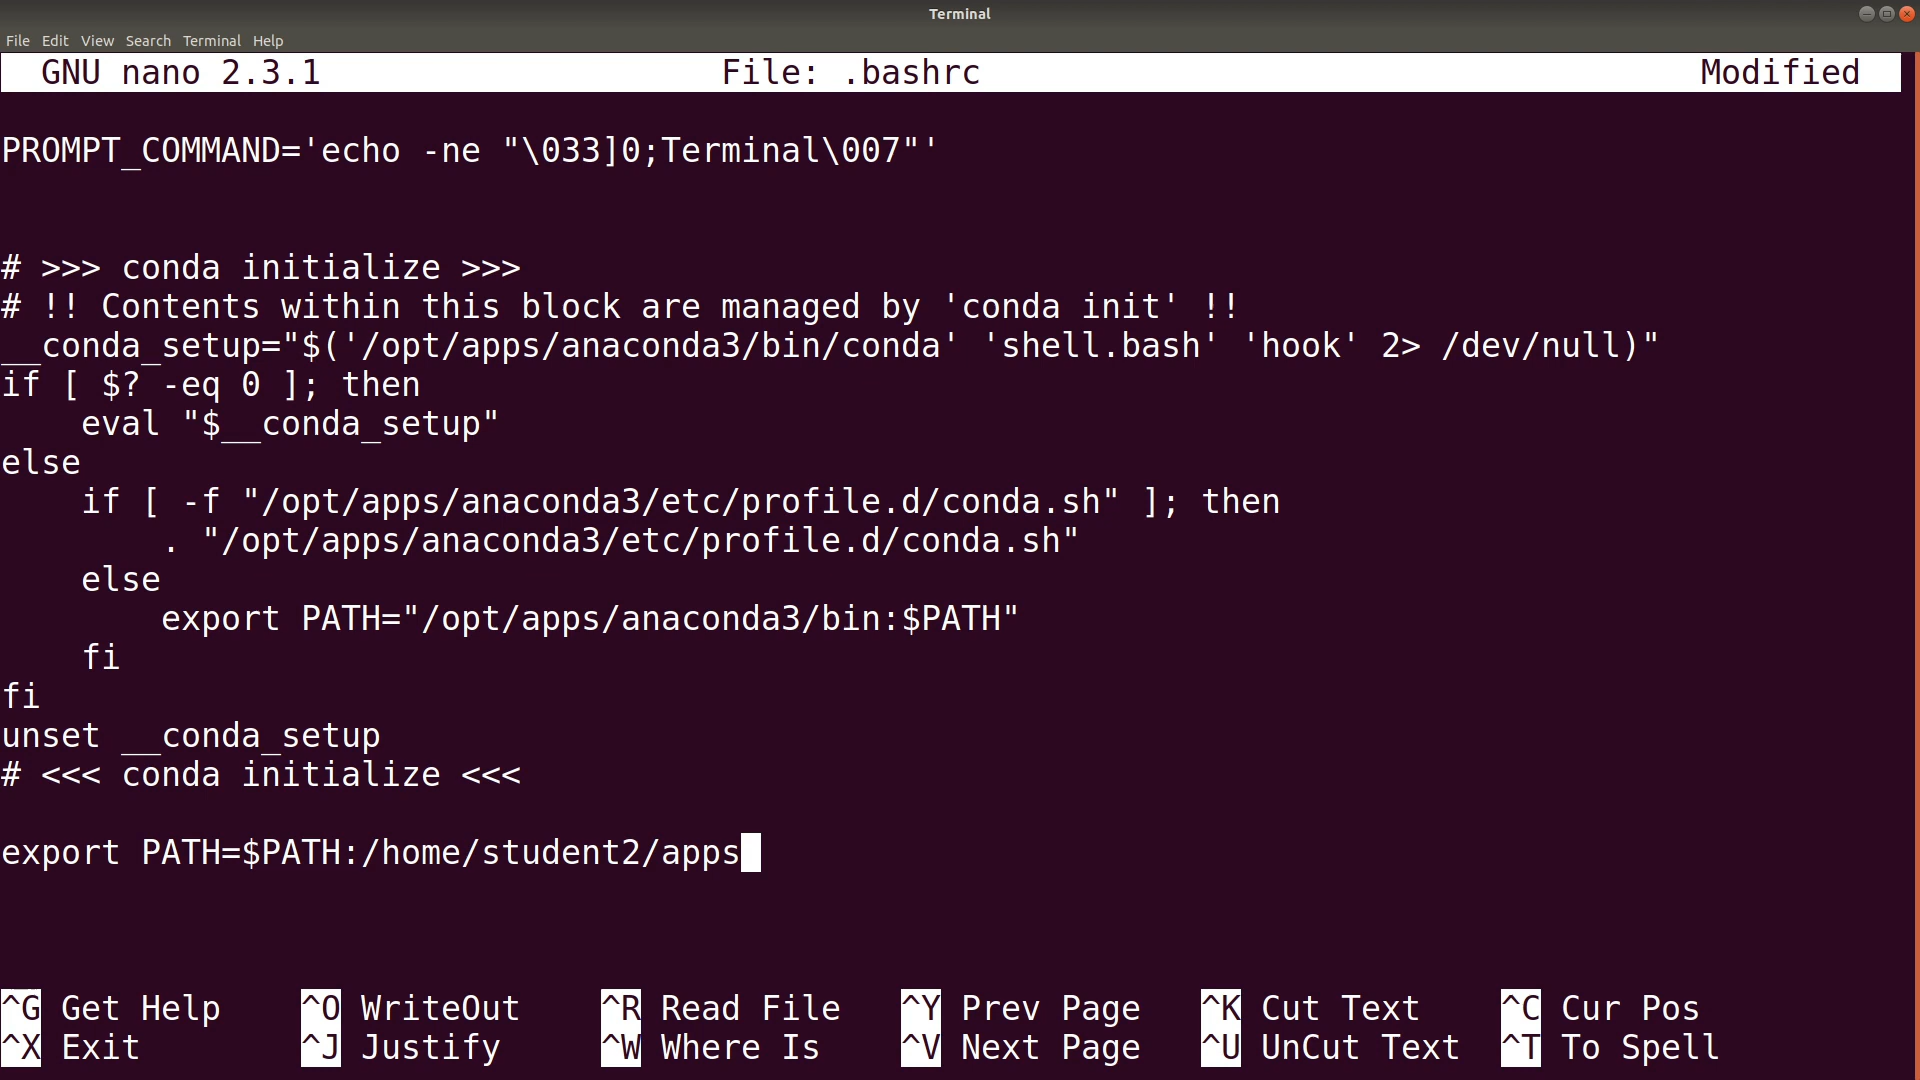 Terminal
File Edit View Search Terminal Help
GNU nano 2.3.1 File: .bashrc Modified
PROMPT_COMMAND='echo -ne "\033]0;Terminal\007"'
# >>> conda initialize >>>
# !! Contents within this block are managed by 'conda init' !!
__conda_setup="$('/opt/apps/anaconda3/bin/conda' 'shell.bash' 'hook' 2> /dev/null)"
if [ $? -eq 0 ]; then
    eval "$__conda_setup"
else
    if [ -f "/opt/apps/anaconda3/etc/profile.d/conda.sh" ]; then
        . "/opt/apps/anaconda3/etc/profile.d/conda.sh"
    else
        export PATH="/opt/apps/anaconda3/bin:$PATH"
    fi
fi
unset __conda_setup
# <<< conda initialize <<<
export PATH=$PATH:/home/student2/apps
^G Get Help ^O WriteOut ^R Read File ^Y Prev Page ^K Cut Text ^C Cur Pos
^X Exit ^J Justify ^W Where Is ^V Next Page ^U UnCut Text ^T To Spell